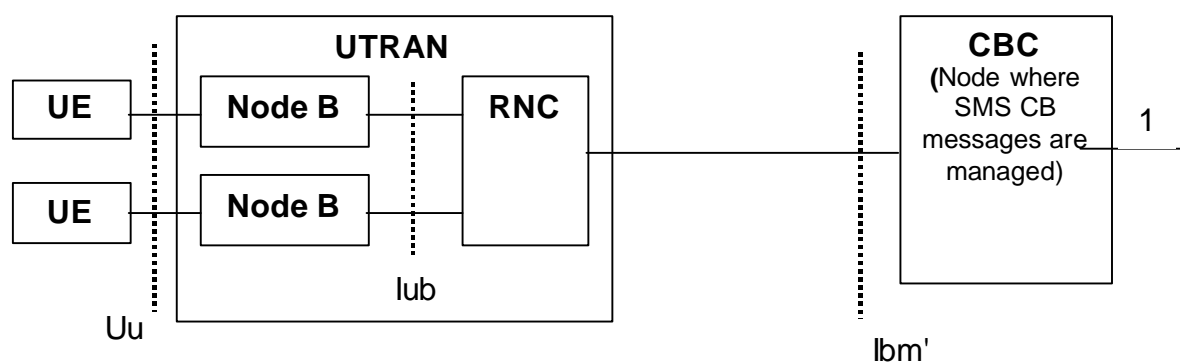 UTRAN
UE
Node B
RNC
UE
Node B
Iub
Uu
CBC
(Node where
SMS CB
messages are
managed)
1
Ibm'